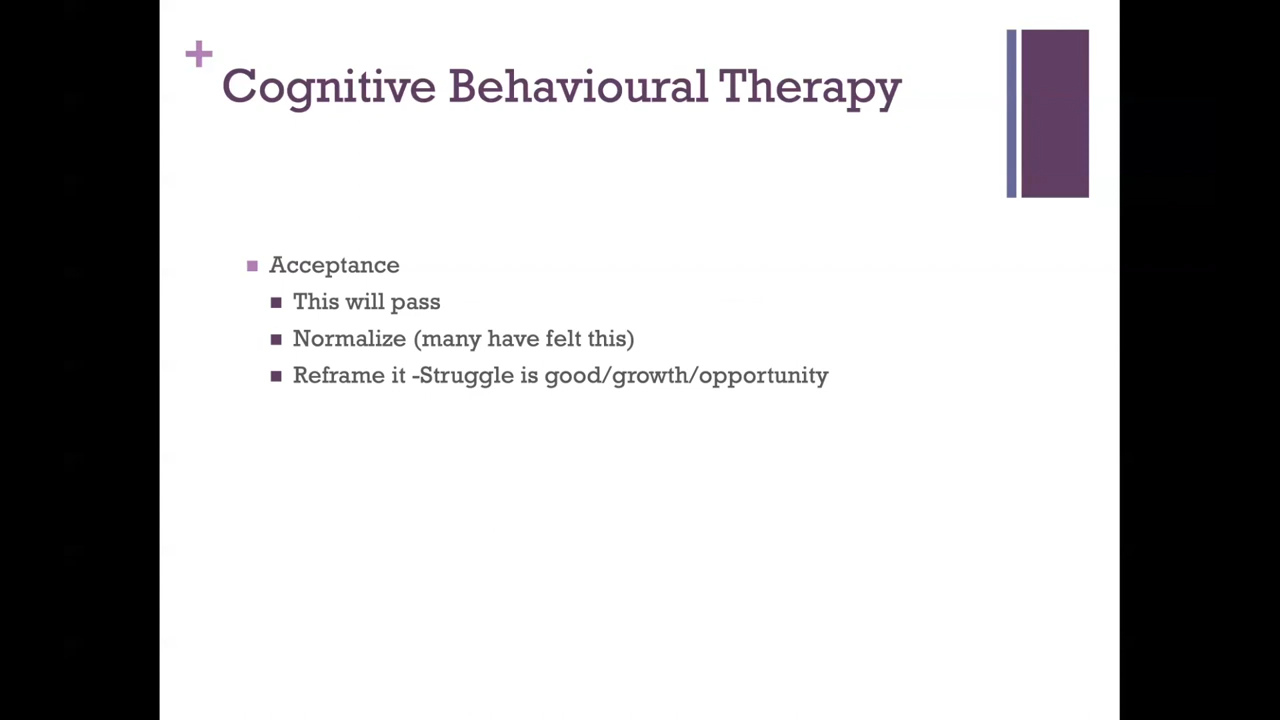 +
Cognitive Behavioural Therapy
Acceptance
This will pass
Normalize (many have felt this)
Reframe it -Struggle is good/growth/opportunity